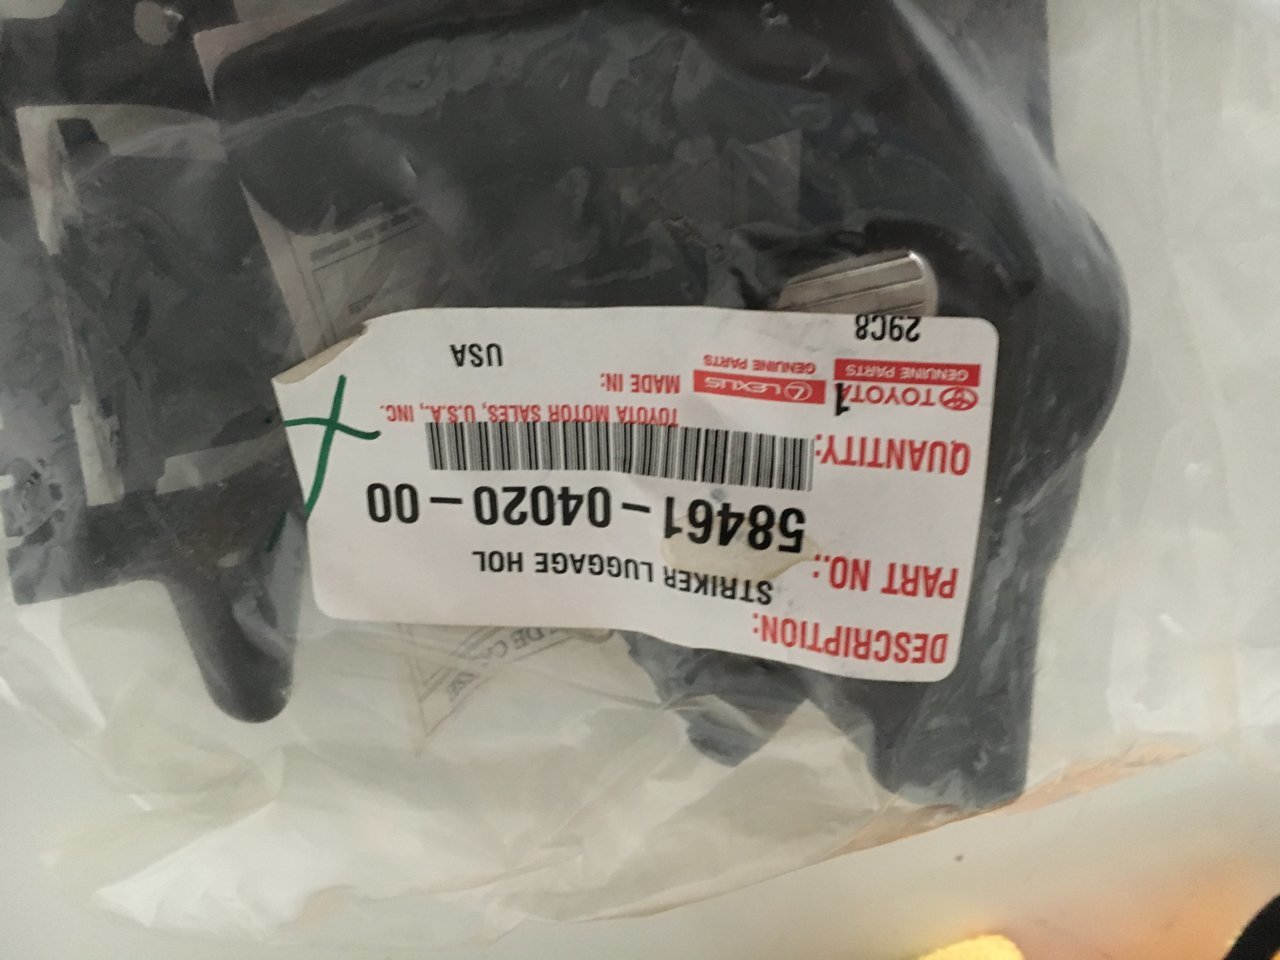 DESCRIPTION:
STRIKER LUGGAGE HOL
PART NO.:
58461-04020-00
QUANTITY:
1
TOYOTA MOTOR SALES, U.S.A., INC.
TOYOTA
GENUINE PARTS
LEXUS
GENUINE PARTS
MADE IN:
USA
29C8